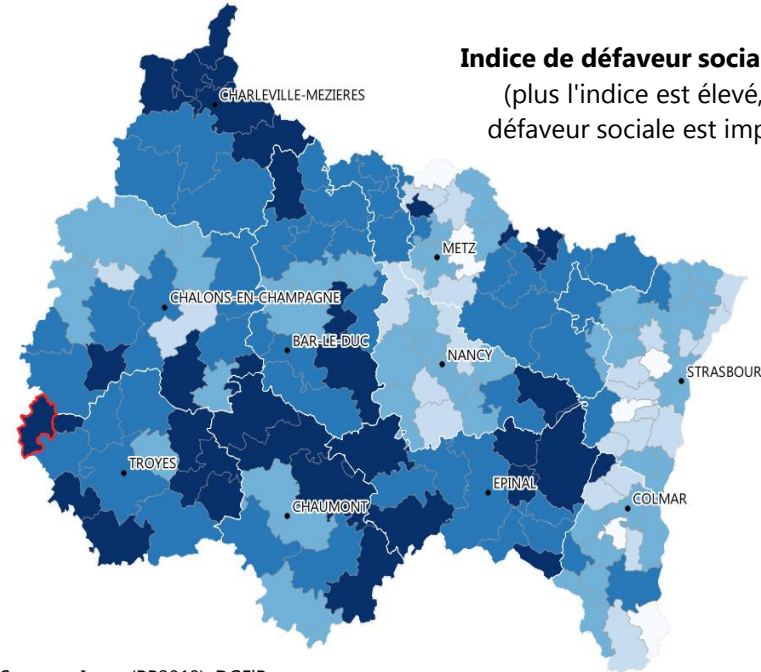 Indice de défaveur socia
(plus l'indice est élevé,
défaveur sociale est imp
CHARLEVILLE-MEZIERES
METZ
CHALONS-EN-CHAMPAGNE
BAR-LE-DUC
NANCY
STRASBOUR
TROYES
EPINAL
CHAUMONT
COLMAR